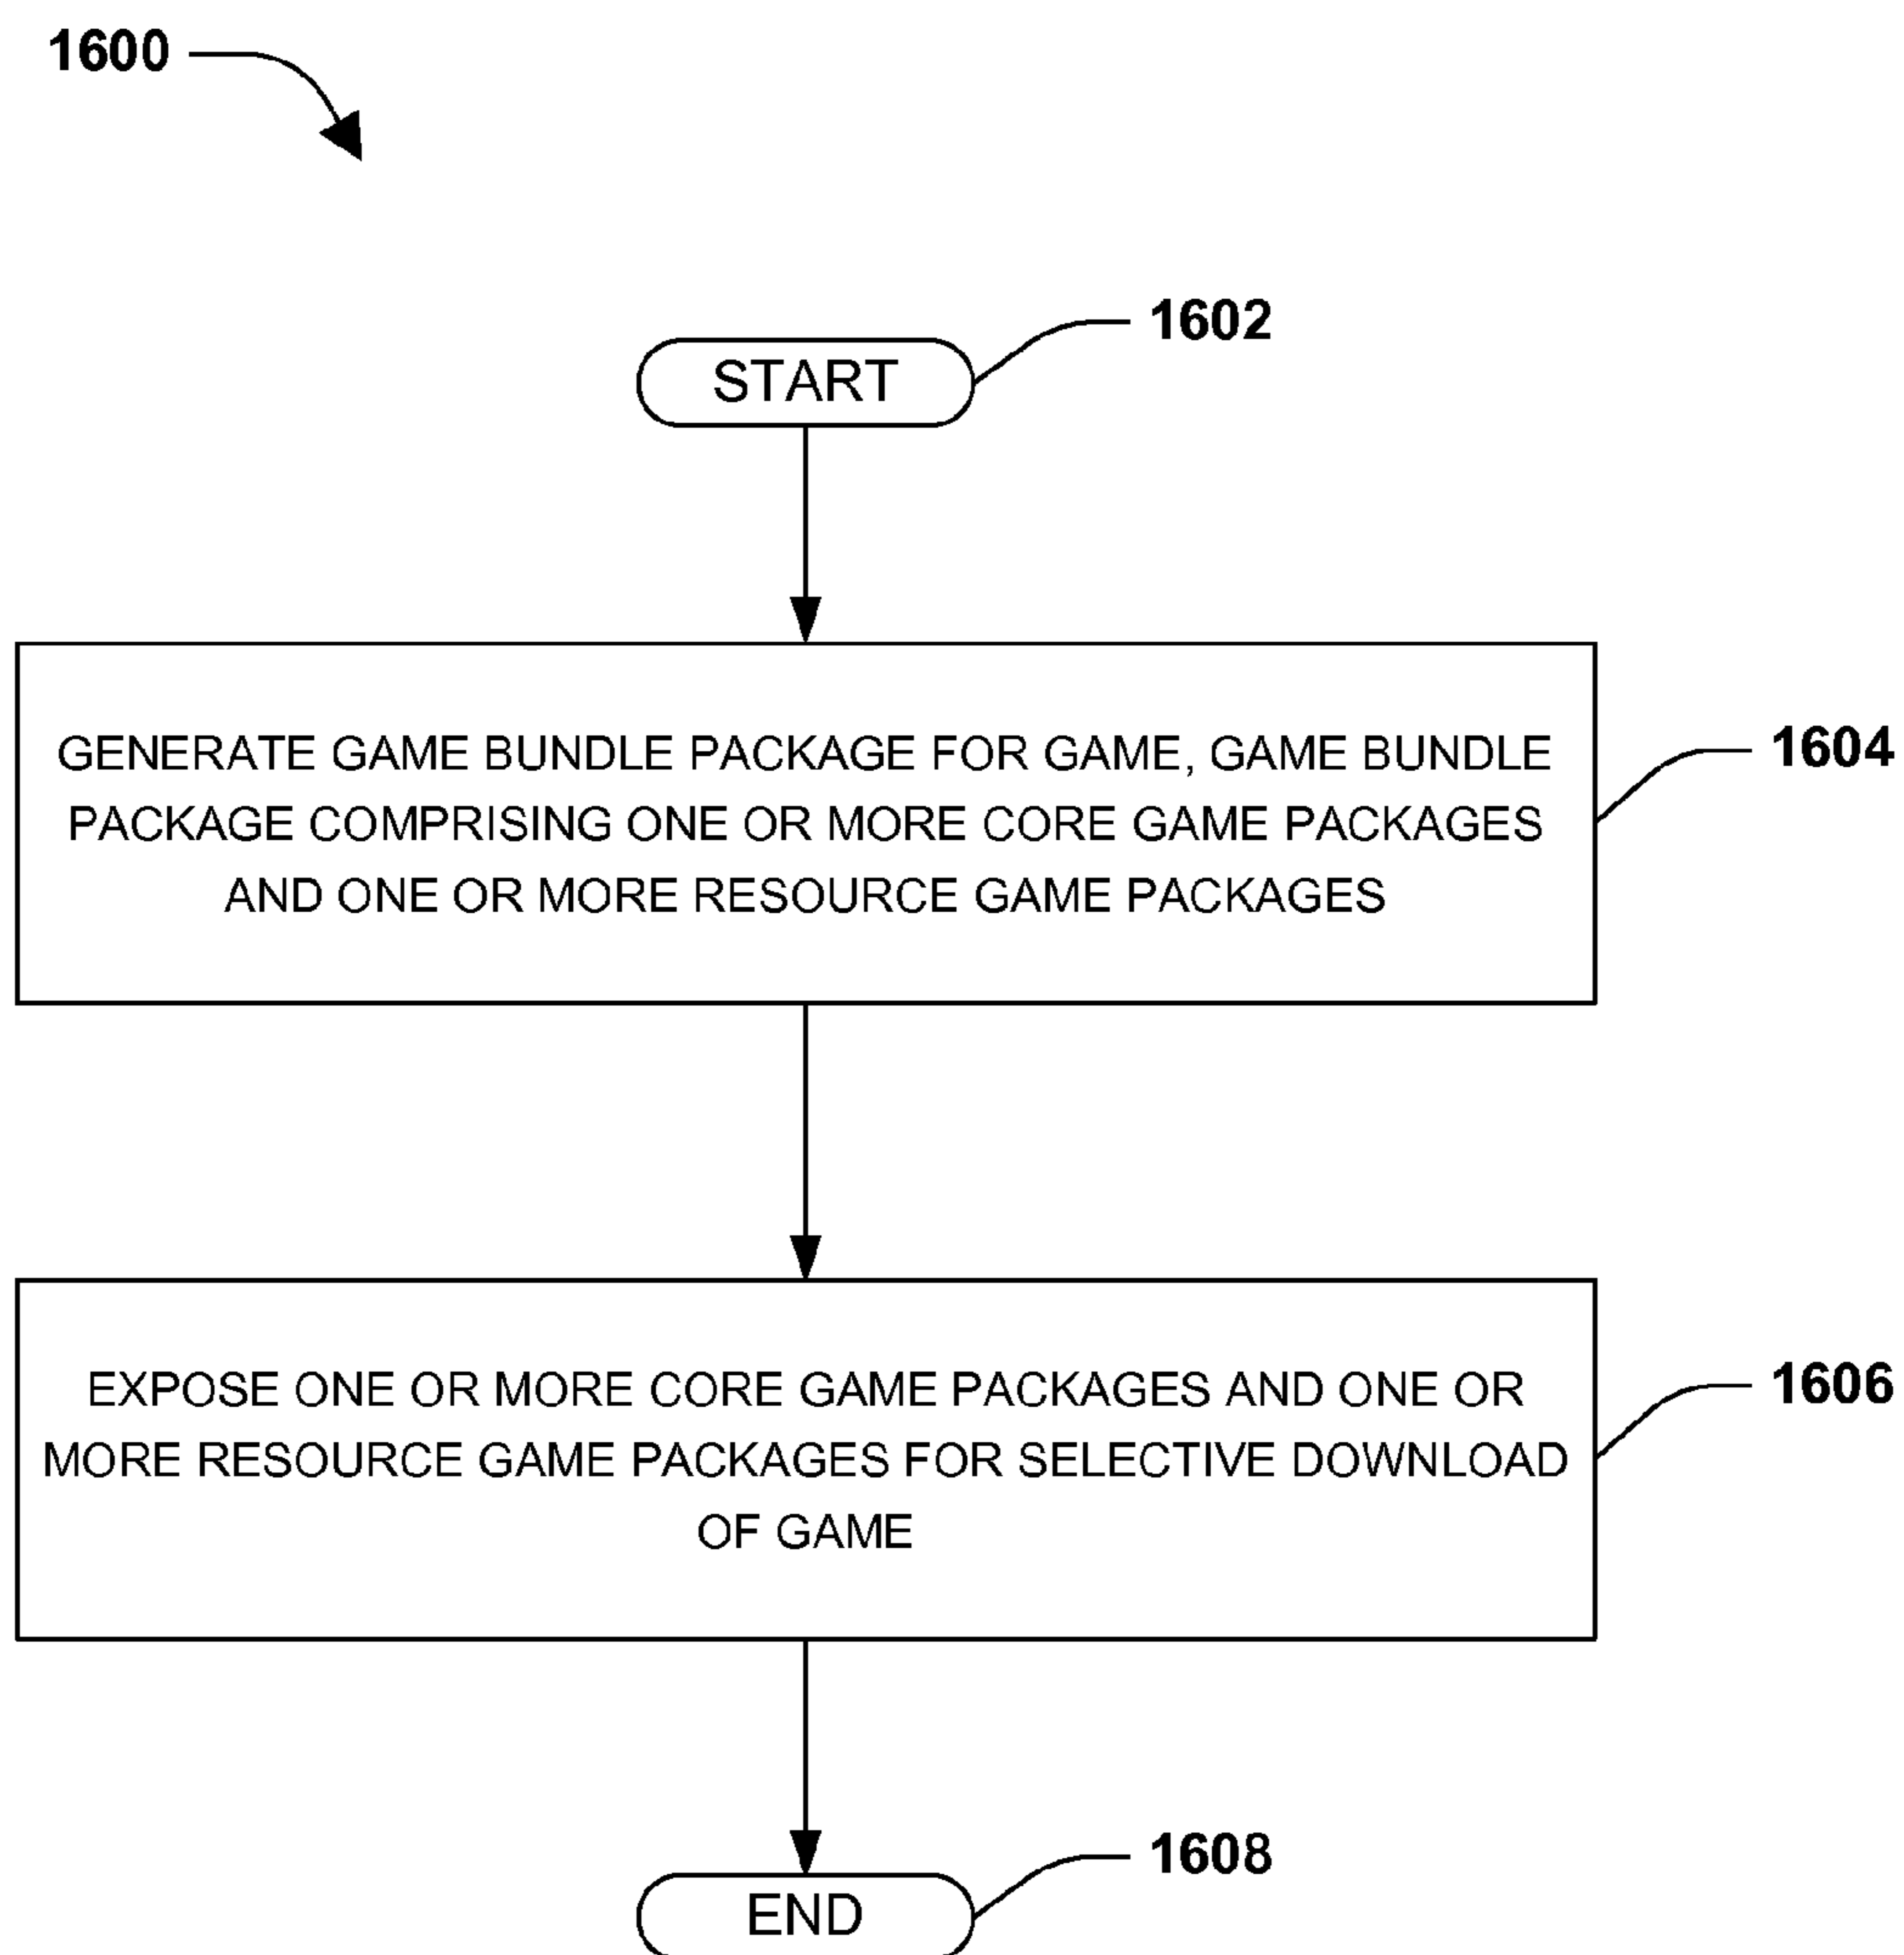 1600
1602
START
GENERATE GAME BUNDLE PACKAGE FOR GAME, GAME BUNDLE
PACKAGE COMPRISING ONE OR MORE CORE GAME PACKAGES
AND ONE OR MORE RESOURCE GAME PACKAGES
1604
EXPOSE ONE OR MORE CORE GAME PACKAGES AND ONE OR
MORE RESOURCE GAME PACKAGES FOR SELECTIVE DOWNLOAD
OF GAME
1606
1608
END